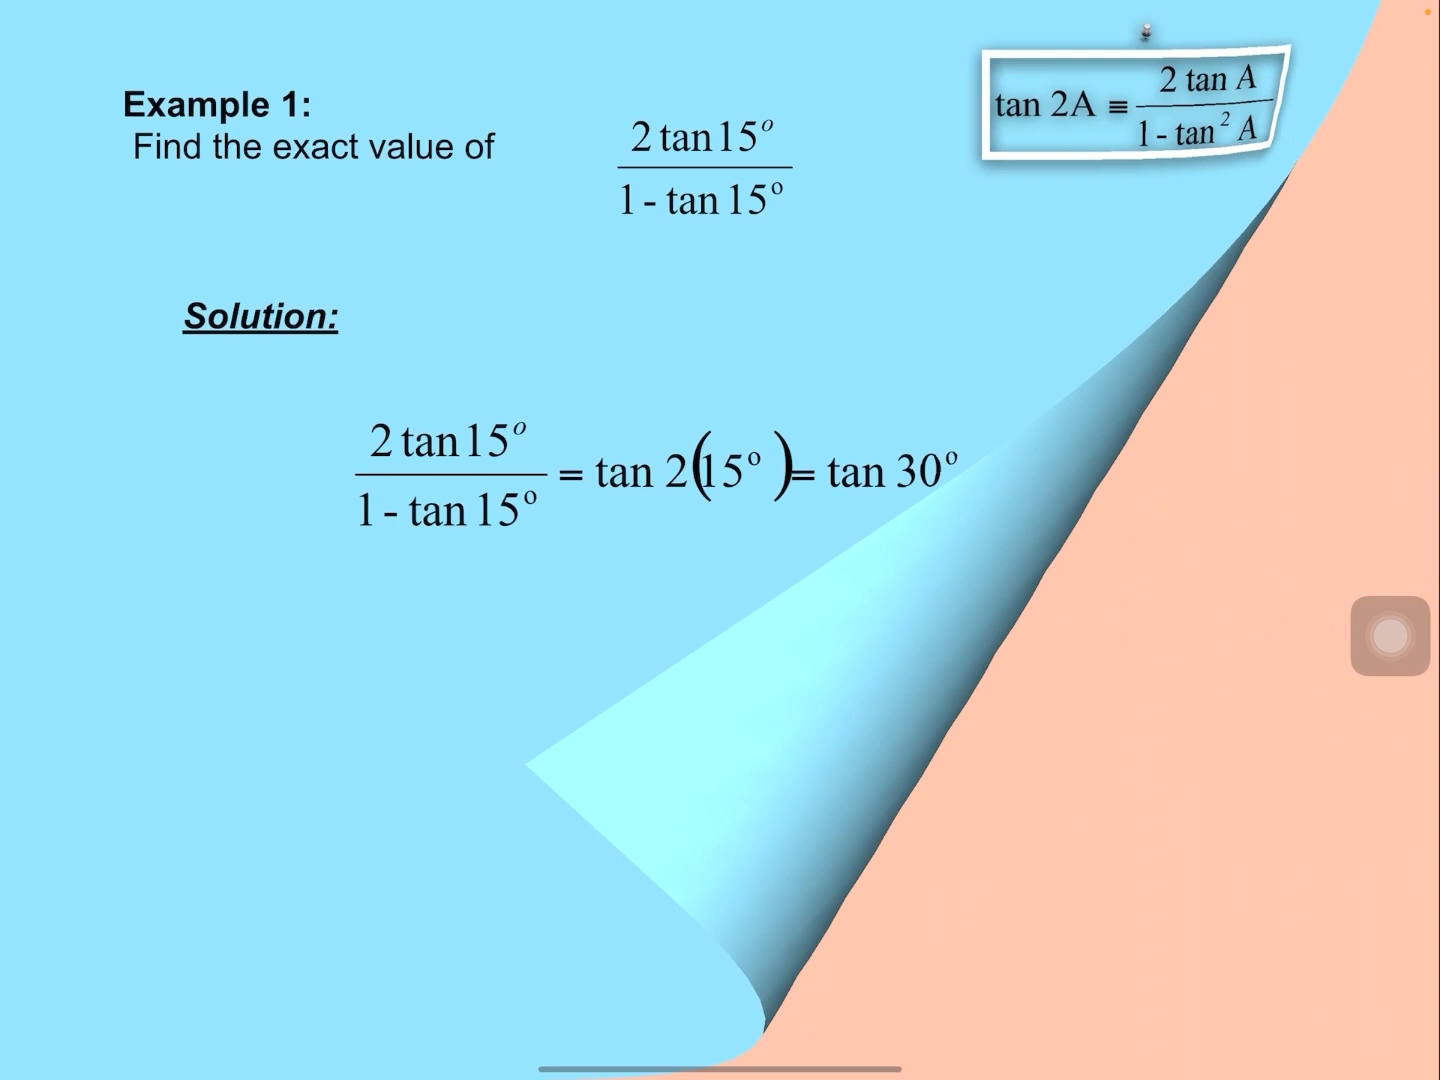 Example 1:
Find the exact value of
2 tan 15°
1 - tan 15°
tan 2A ≡ 2 tan A
1 - tan² A
Solution:
2 tan 15°
1 - tan 15° = tan 2(15°) = tan 30°